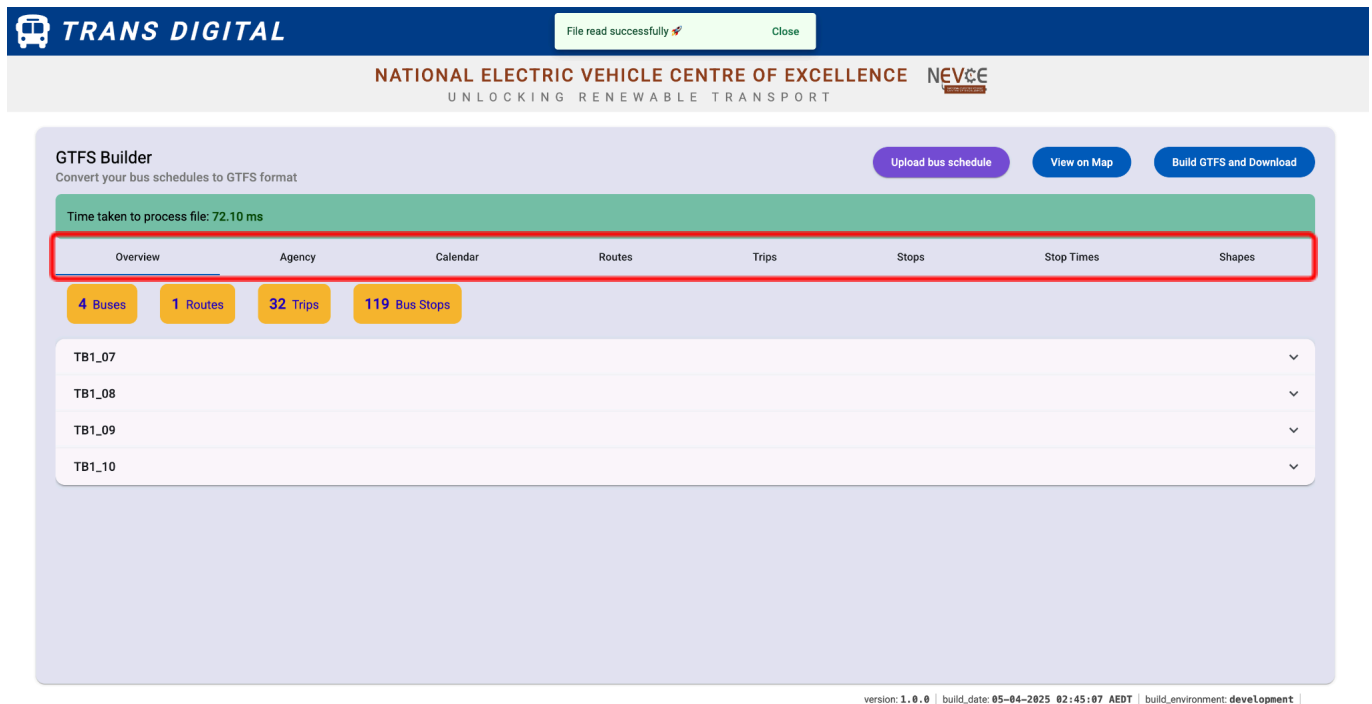 TRANS DIGITAL
File read successfully 🚀 Close
NATIONAL ELECTRIC VEHICLE CENTRE OF EXCELLENCE NEVCE
UNLOCKING RENEWABLE TRANSPORT
GTFS Builder
Convert your bus schedules to GTFS format
Upload bus schedule View on Map Build GTFS and Download
Time taken to process file: 72.10 ms
Overview Agency Calendar Routes Trips Stops Stop Times Shapes
4 Buses 1 Routes 32 Trips 119 Bus Stops
TB1_07
TB1_08
TB1_09
TB1_10
version: 1.0.0 | build_date: 05-04-2025 02:45:07 AEDT | build_environment: development |